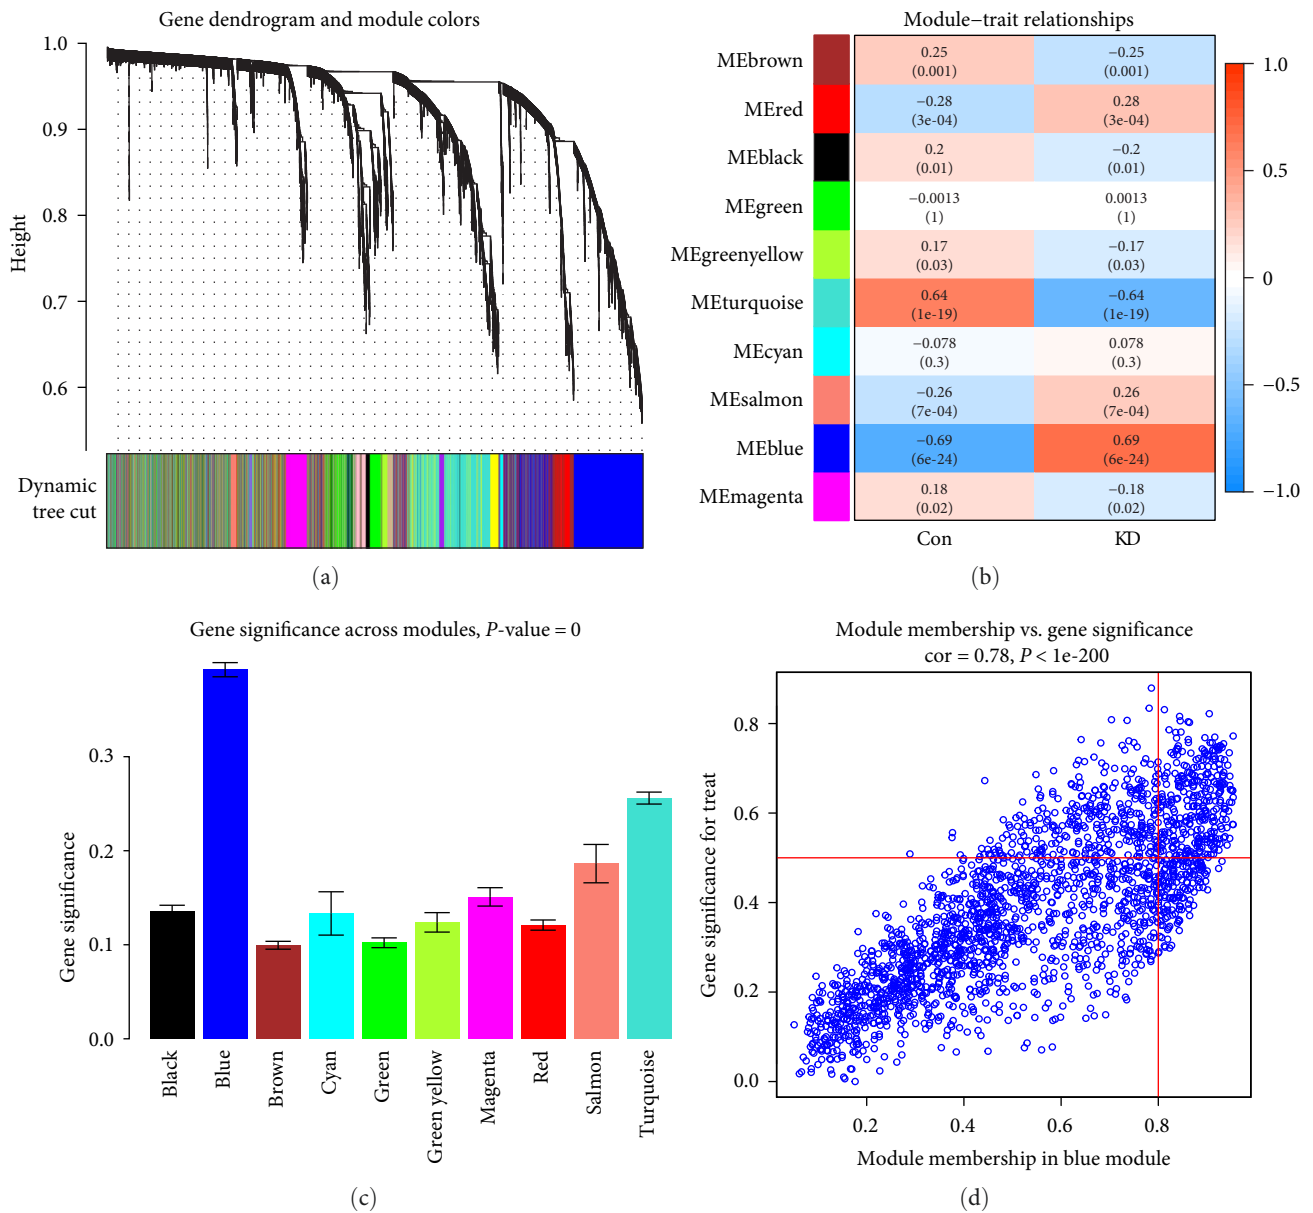 Gene dendrogram and module colors
1.0
0.9
0.8
0.7
0.6
Height
Dynamic
tree cut
(a)
Module−trait relationships
MEbrown
0.25
(0.001)
−0.25
(0.001)
MEred
−0.28
(3e-04)
0.28
(3e-04)
MEblack
0.2
(0.01)
−0.2
(0.01)
MEgreen
−0.0013
(1)
0.0013
(1)
MEgreenyellow
0.17
(0.03)
−0.17
(0.03)
MEturquoise
0.64
(1e-19)
−0.64
(1e-19)
MEcyan
−0.078
(0.3)
0.078
(0.3)
MEsalmon
−0.26
(7e-04)
0.26
(7e-04)
MEblue
−0.69
(6e-24)
0.69
(6e-24)
MEmagenta
0.18
(0.02)
−0.18
(0.02)
Con
KD
1.0
0.5
0
−0.5
−1.0
(b)
Gene significance across modules, P-value = 0
0.3
0.2
0.1
0.0
Gene significance
Black
Blue
Brown
Cyan
Green
Green yellow
Magenta
Red
Salmon
Turquoise
(c)
Module membership vs. gene significance
cor = 0.78, P < 1e-200
0.8
0.6
0.4
0.2
0.0
Gene significance for treat
0.2
0.4
0.6
0.8
Module membership in blue module
(d)